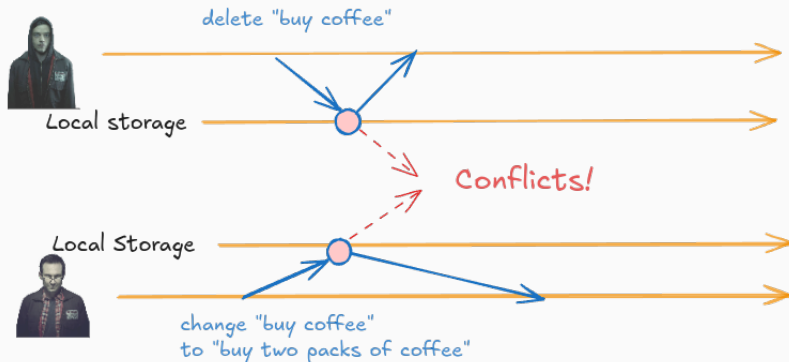 delete "buy coffee"
Local storage
Conflicts!
Local Storage
change "buy coffee"
to "buy two packs of coffee"